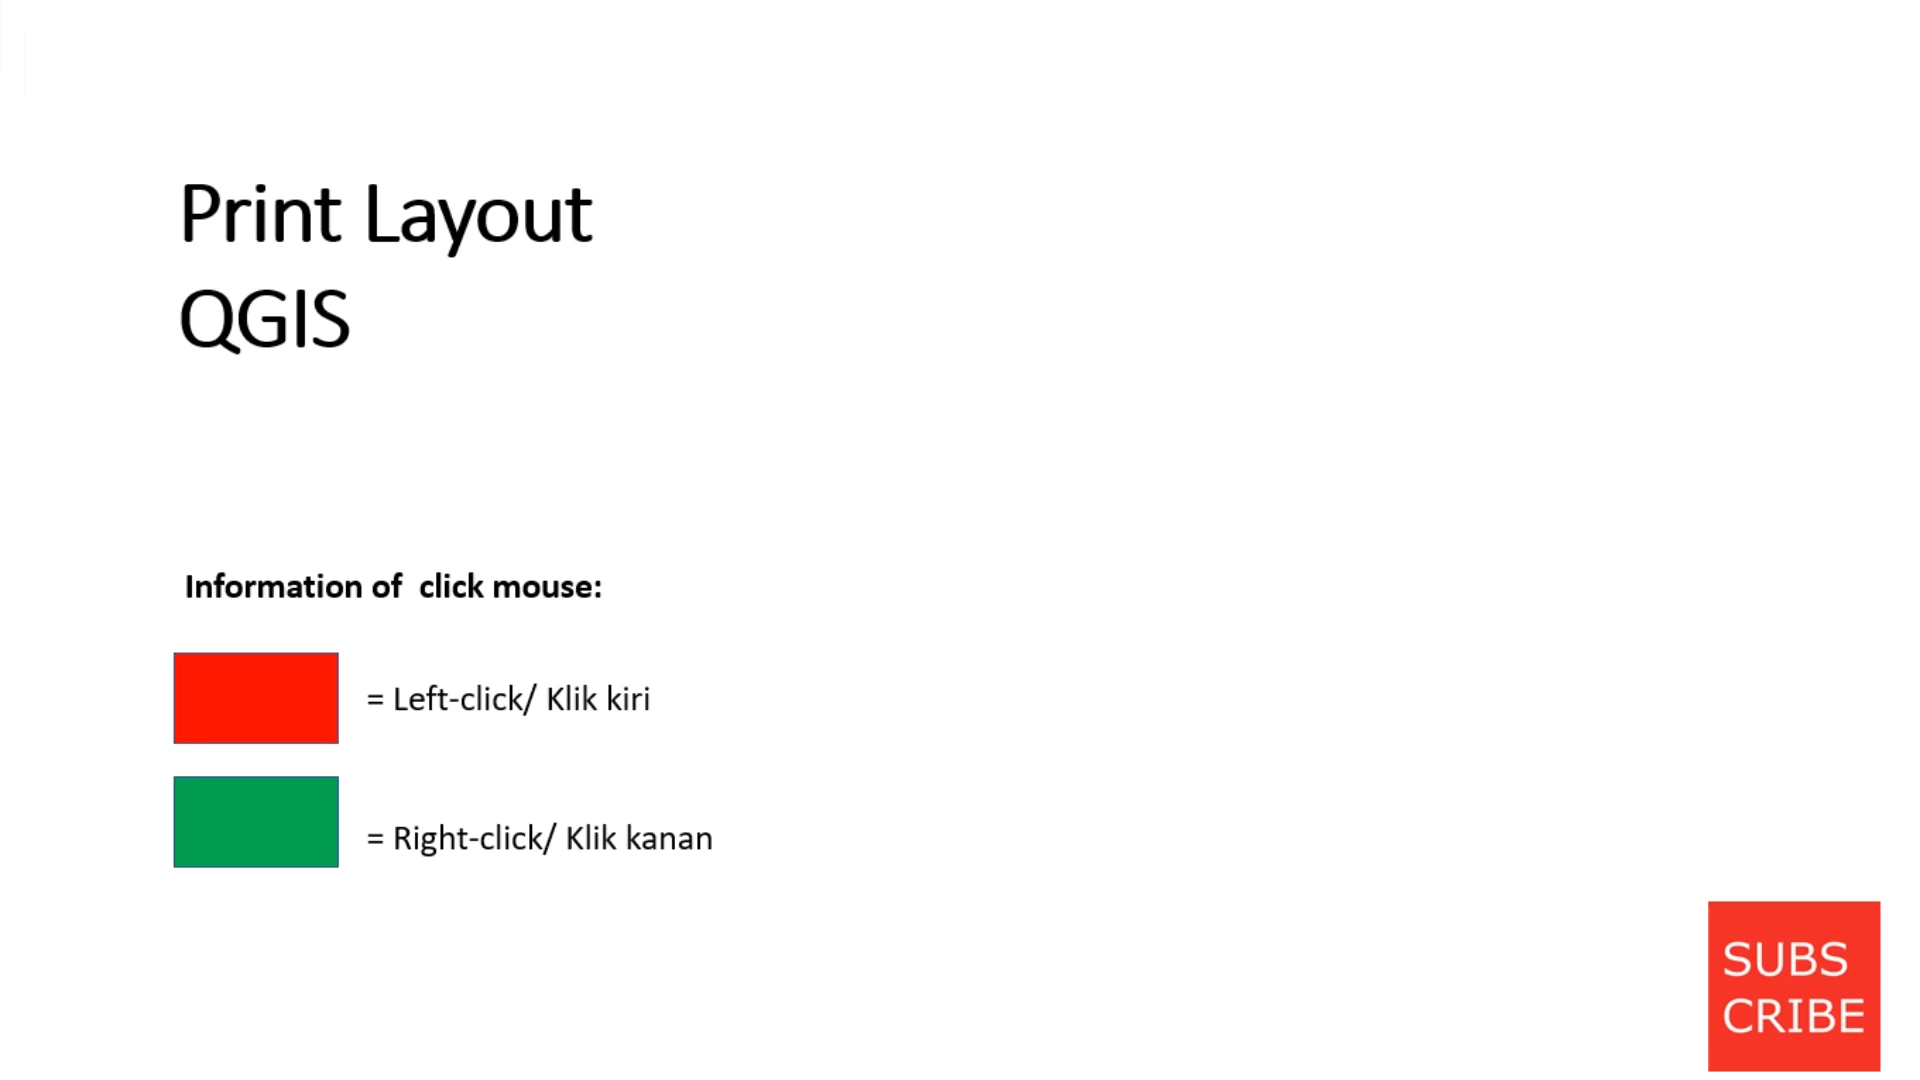 Print Layout
QGIS
Information of  click mouse:
= Left-click/ Klik kiri
= Right-click/ Klik kanan
SUBS
CRIBE